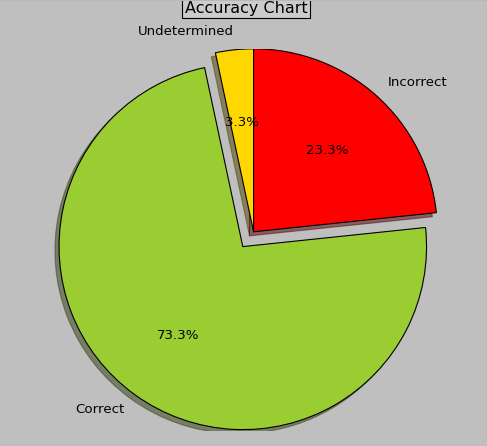 Accuracy Chart
Undetermined
Incorrect
3.3%
23.3%
73.3%
Correct